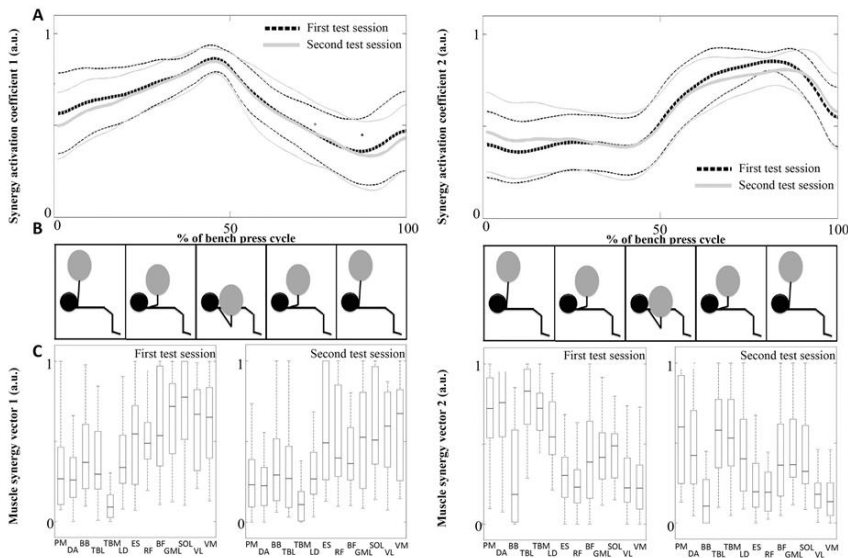 A
Synergy activation coefficient 1 (a.u.)
1
0
First test session
Second test session
0
50
100
% of bench press cycle
Synergy activation coefficient 2 (a.u.)
1
0
First test session
Second test session
0
50
100
% of bench press cycle
B
C
Muscle synergy vector 1 (a.u.)
1
0
First test session
PM DA BB TBL TBM LD ES RF BF GML SOL VL VM
1
0
Second test session
PM DA BB TBL TBM LD ES RF BF GML SOL VL VM
Muscle synergy vector 2 (a.u.)
1
0
First test session
PM DA BB TBL TBM LD ES RF BF GML SOL VL VM
1
0
Second test session
PM DA BB TBL TBM LD ES RF BF GML SOL VL VM